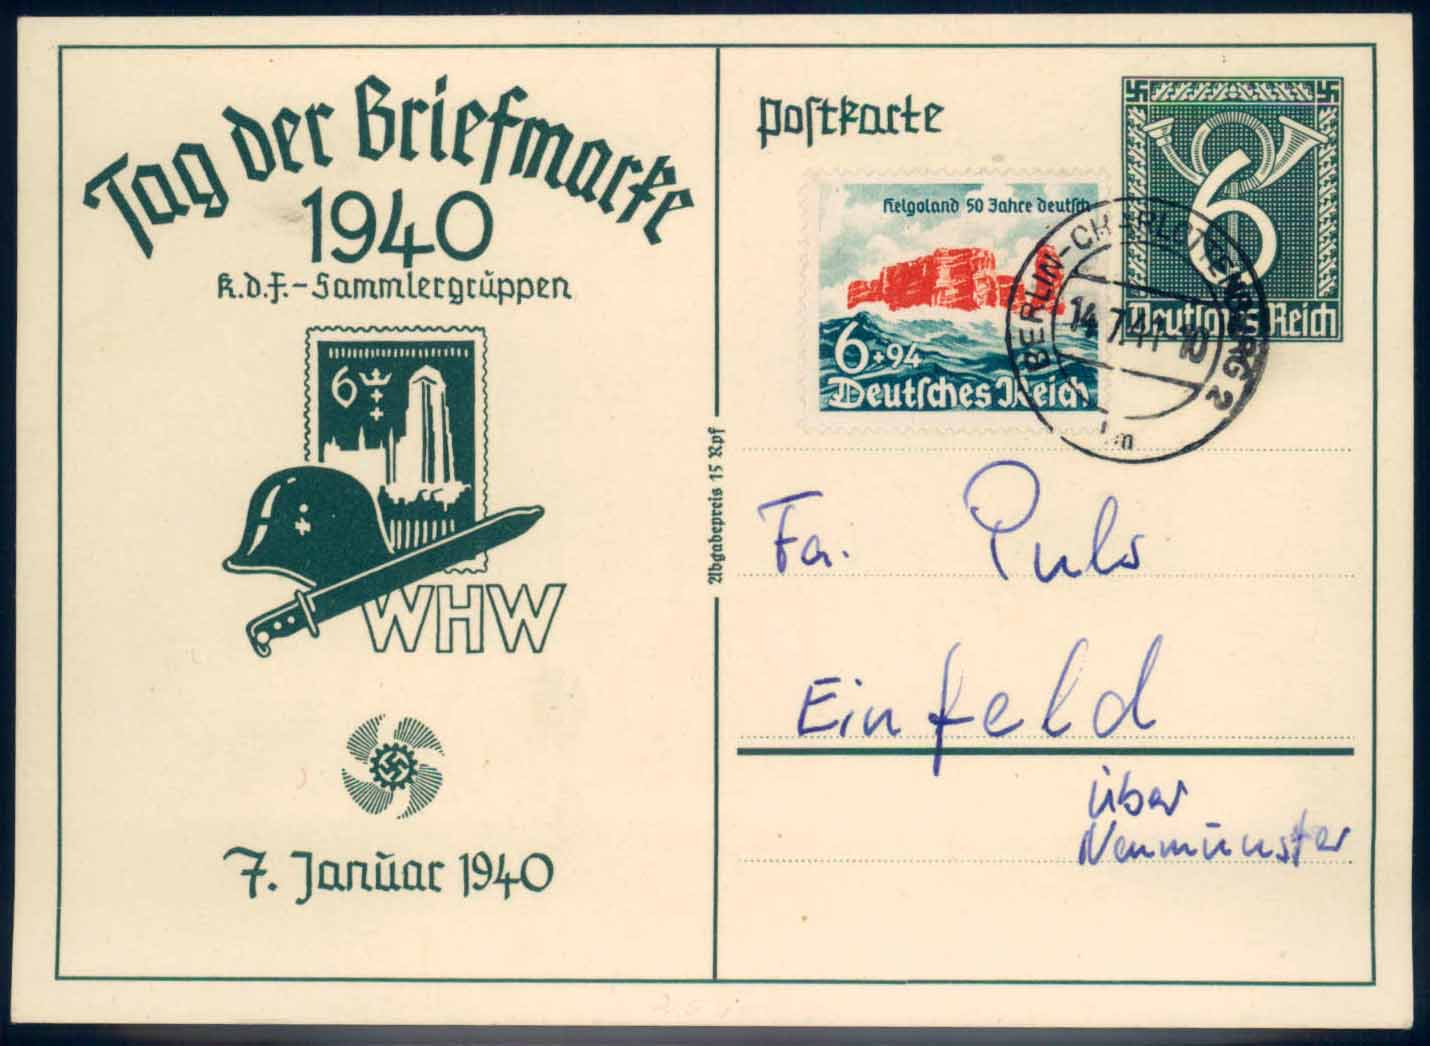 Tag der Briefmarke
1940
K.d.F.-Sammlergruppen
6
WHW
7. Januar 1940
Abgabepreis 15 Rpf
Postkarte
6
Deutsches Reich
Helgoland 50 Jahre deutsch
6+94
Deutsches Reich
BERLIN-CHARLOTTENBURG 2
14.7.41-10
Fa. Puls
Einfeld
über
Neumünster